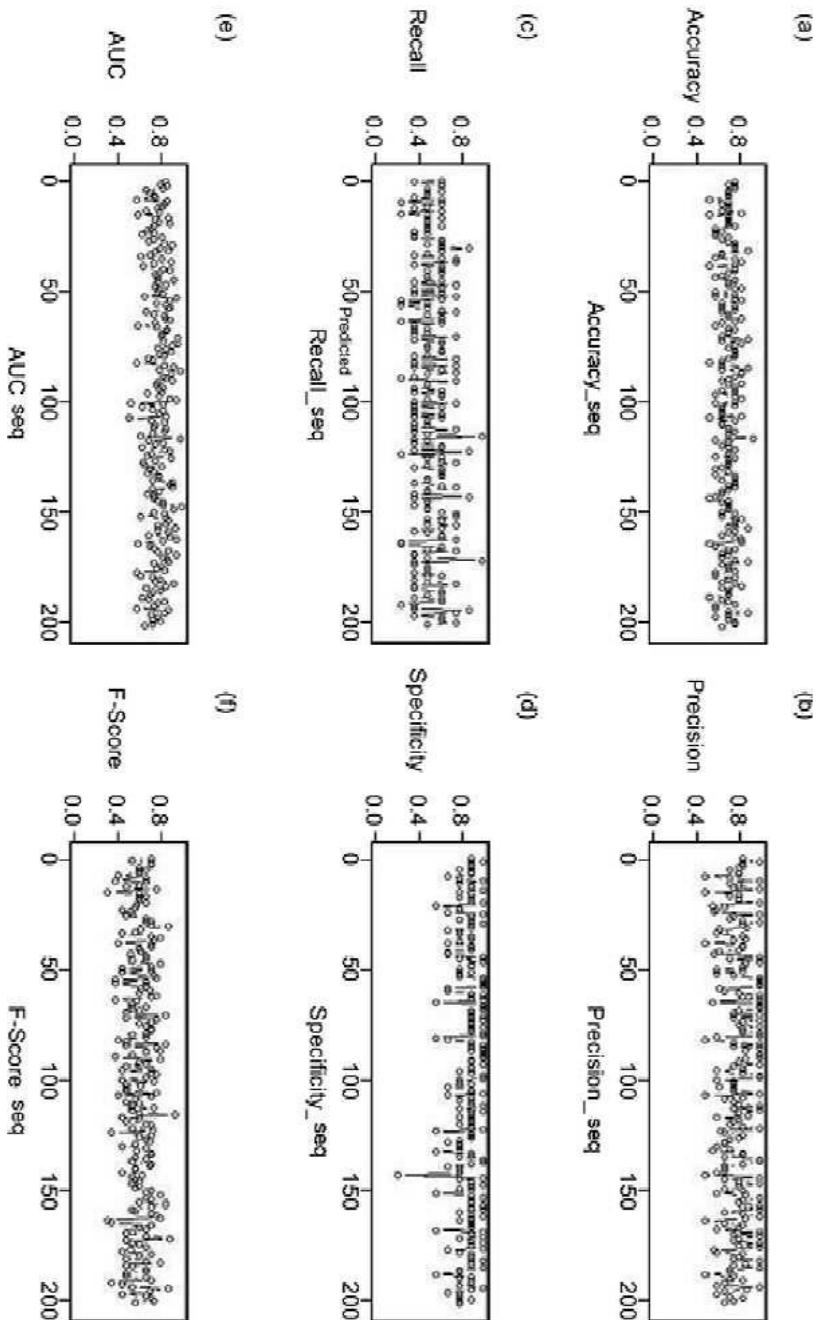 (a)
Accuracy
0.0 0.4 0.8
0 50 100 150 200
Accuracy_seq
(b)
Precision
0.0 0.4 0.8
0 50 100 150 200
Precision_seq
(c)
Recall
0.0 0.4 0.8
0 50 100 150 200
Predicted
Recall_seq
(d)
Specificity
0.0 0.4 0.8
0 50 100 150 200
Specificity_seq
(e)
AUC
0.0 0.4 0.8
0 50 100 150 200
AUC_seq
(f)
F-Score
0.0 0.4 0.8
0 50 100 150 200
F-Score_seq